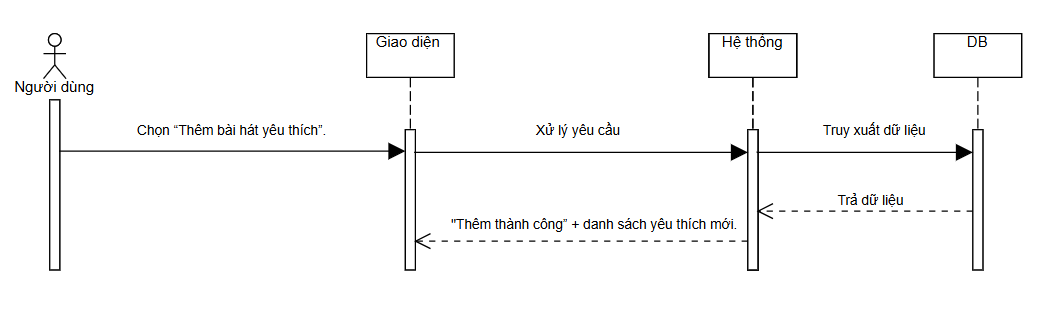 Giao diện
Hệ thống
DB
Người dùng
Chọn “Thêm bài hát yêu thích”.
Xử lý yêu cầu
Truy xuất dữ liệu
Trả dữ liệu
"Thêm thành công” + danh sách yêu thích mới.